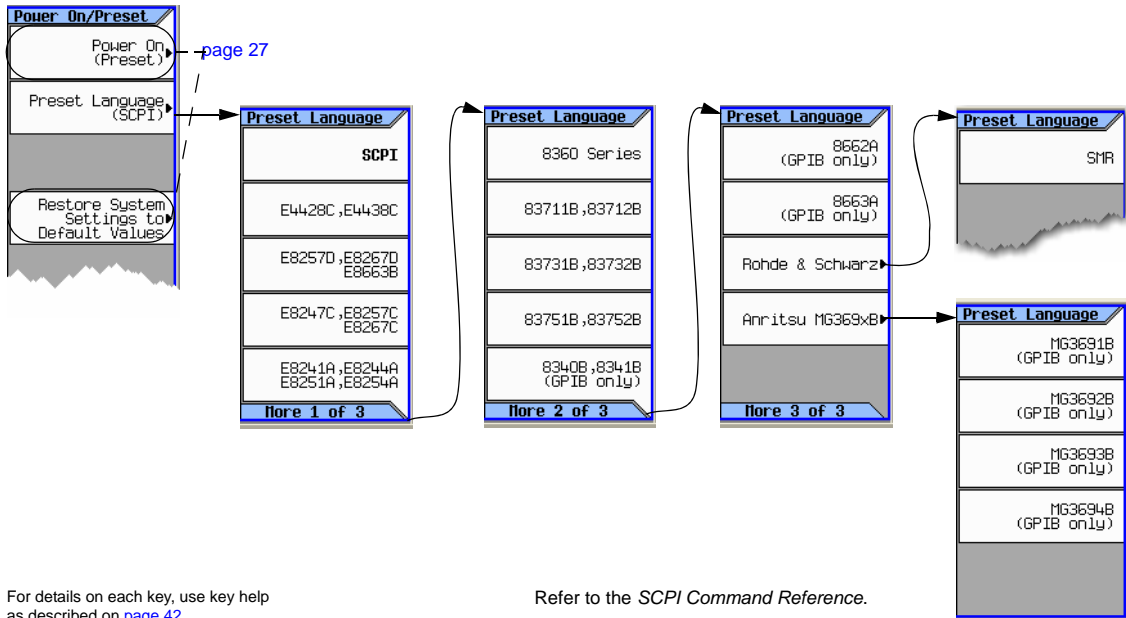 Power On/Preset
Power On
(Preset)
page 27
Preset Language
(SCPI)
Restore System
Settings to
Default Values
Preset Language
SCPI
E4428C,E4438C
E8257D,E8267D
E8663B
E8247C,E8257C
E8267C
E8241A,E8244A
E8251A,E8254A
More 1 of 3
Preset Language
8360 Series
83711B,83712B
83731B,83732B
83751B,83752B
8340B,8341B
(GPIB only)
More 2 of 3
Preset Language
8662A
(GPIB only)
8663A
(GPIB only)
Rohde & Schwarz
Anritsu MG369xB
More 3 of 3
Preset Language
SMR
Preset Language
MG3691B
(GPIB only)
MG3692B
(GPIB only)
MG3693B
(GPIB only)
MG3694B
(GPIB only)
For details on each key, use key help
as described on page 42
Refer to the SCPI Command Reference.